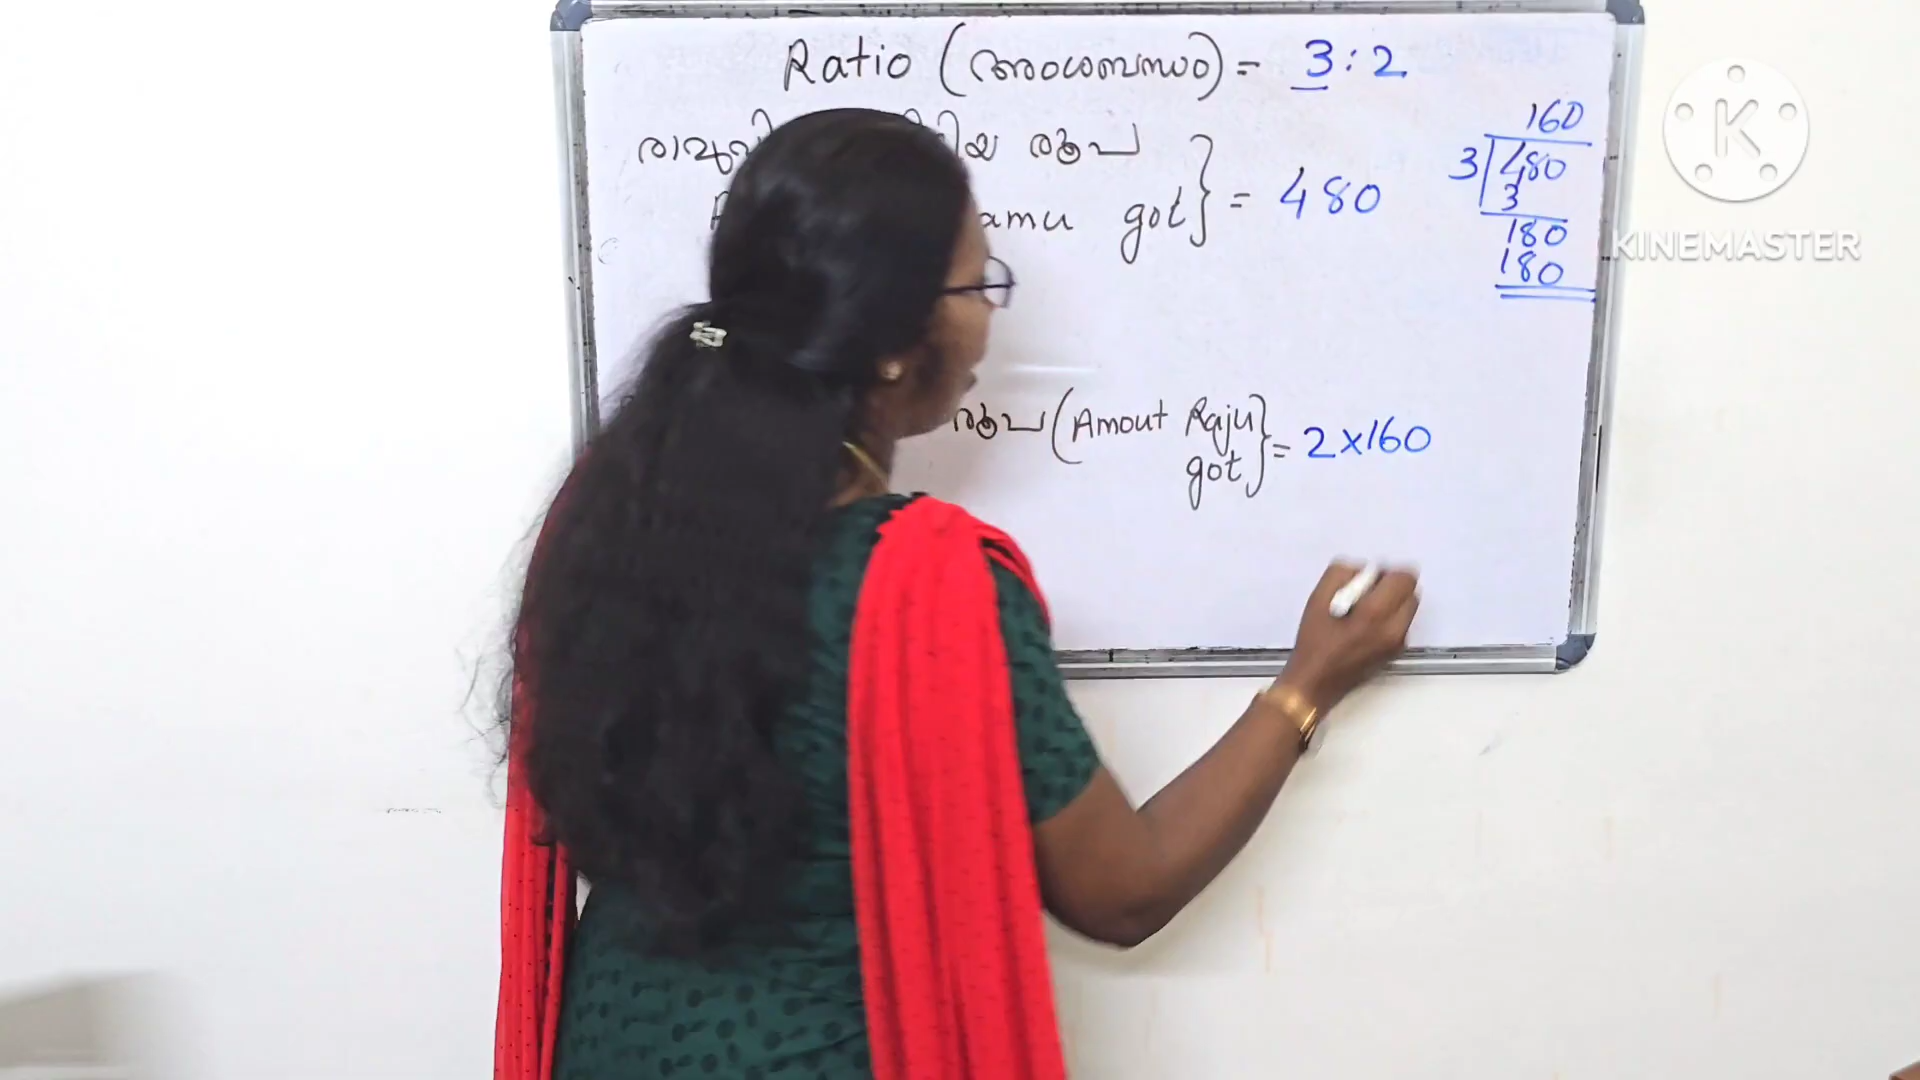 Ratio (അംശബന്ധം) = 3:2
രൂപ
amu got} = 480
160
3 480
3
180
180
രൂപ (Amout Raju
got} = 2x160
K
KINEMASTER